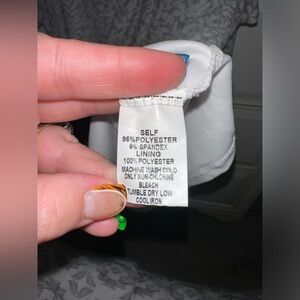 SELF
95%POLYESTER
5% SPANDEX
LINING
100% POLYESTER
MACHINE WASH COLD
ONLY NON-CHLORINE
BLEACH
TUMBLE DRY LOW
COOL IRON